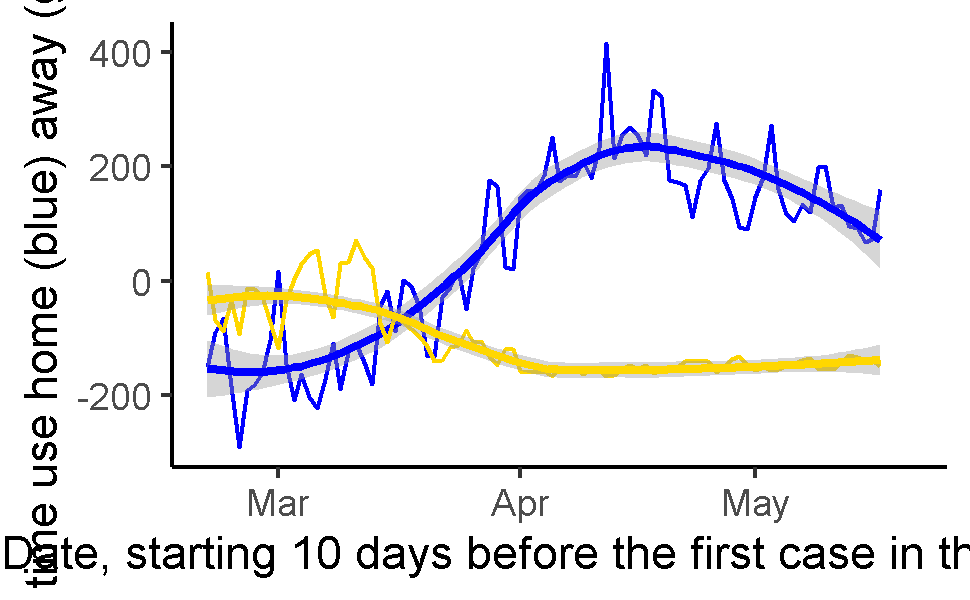 time use home (blue) away (
400
200
0
-200
Mar Apr May
Date, starting 10 days before the first case in th